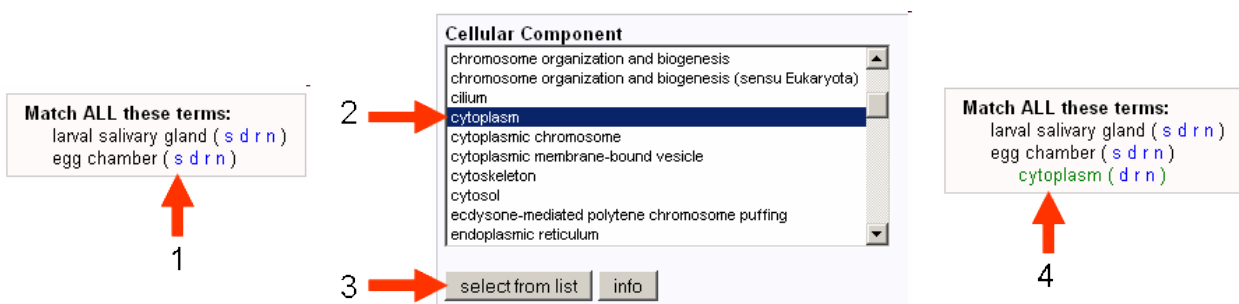 Match ALL these terms:
larval salivary gland ( s d r n )
egg chamber ( s d r n )
1
Cellular Component
chromosome organization and biogenesis
chromosome organization and biogenesis (sensu Eukaryota)
cilium
2
cytoplasm
cytoplasmic chromosome
cytoplasmic membrane-bound vesicle
cytoskeleton
cytosol
ecdysone-mediated polytene chromosome puffing
endoplasmic reticulum
3
select from list
info
Match ALL these terms:
larval salivary gland ( s d r n )
egg chamber ( s d r n )
cytoplasm ( d r n )
4